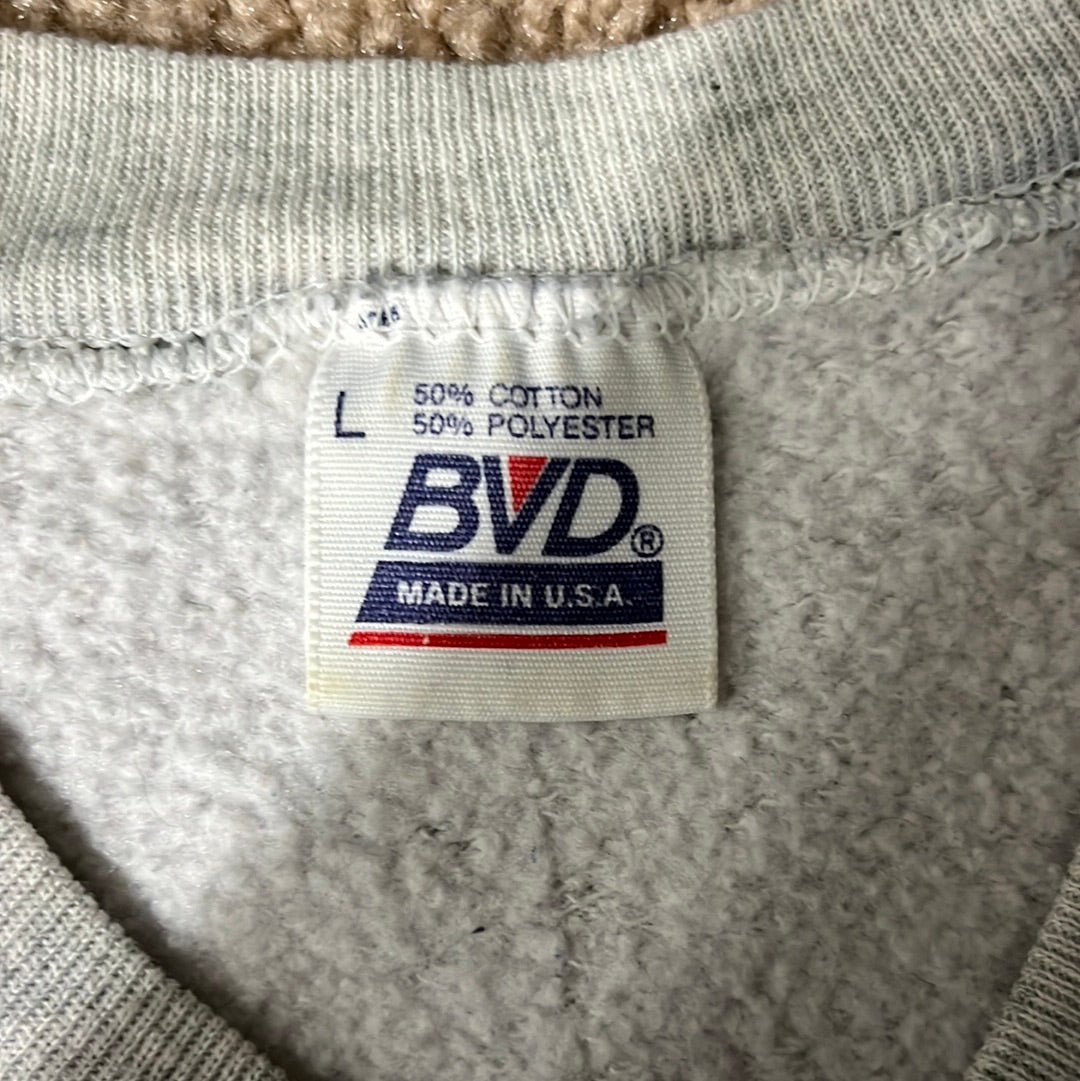 L 50% COTTON
50% POLYESTER
BVD®
MADE IN U.S.A.